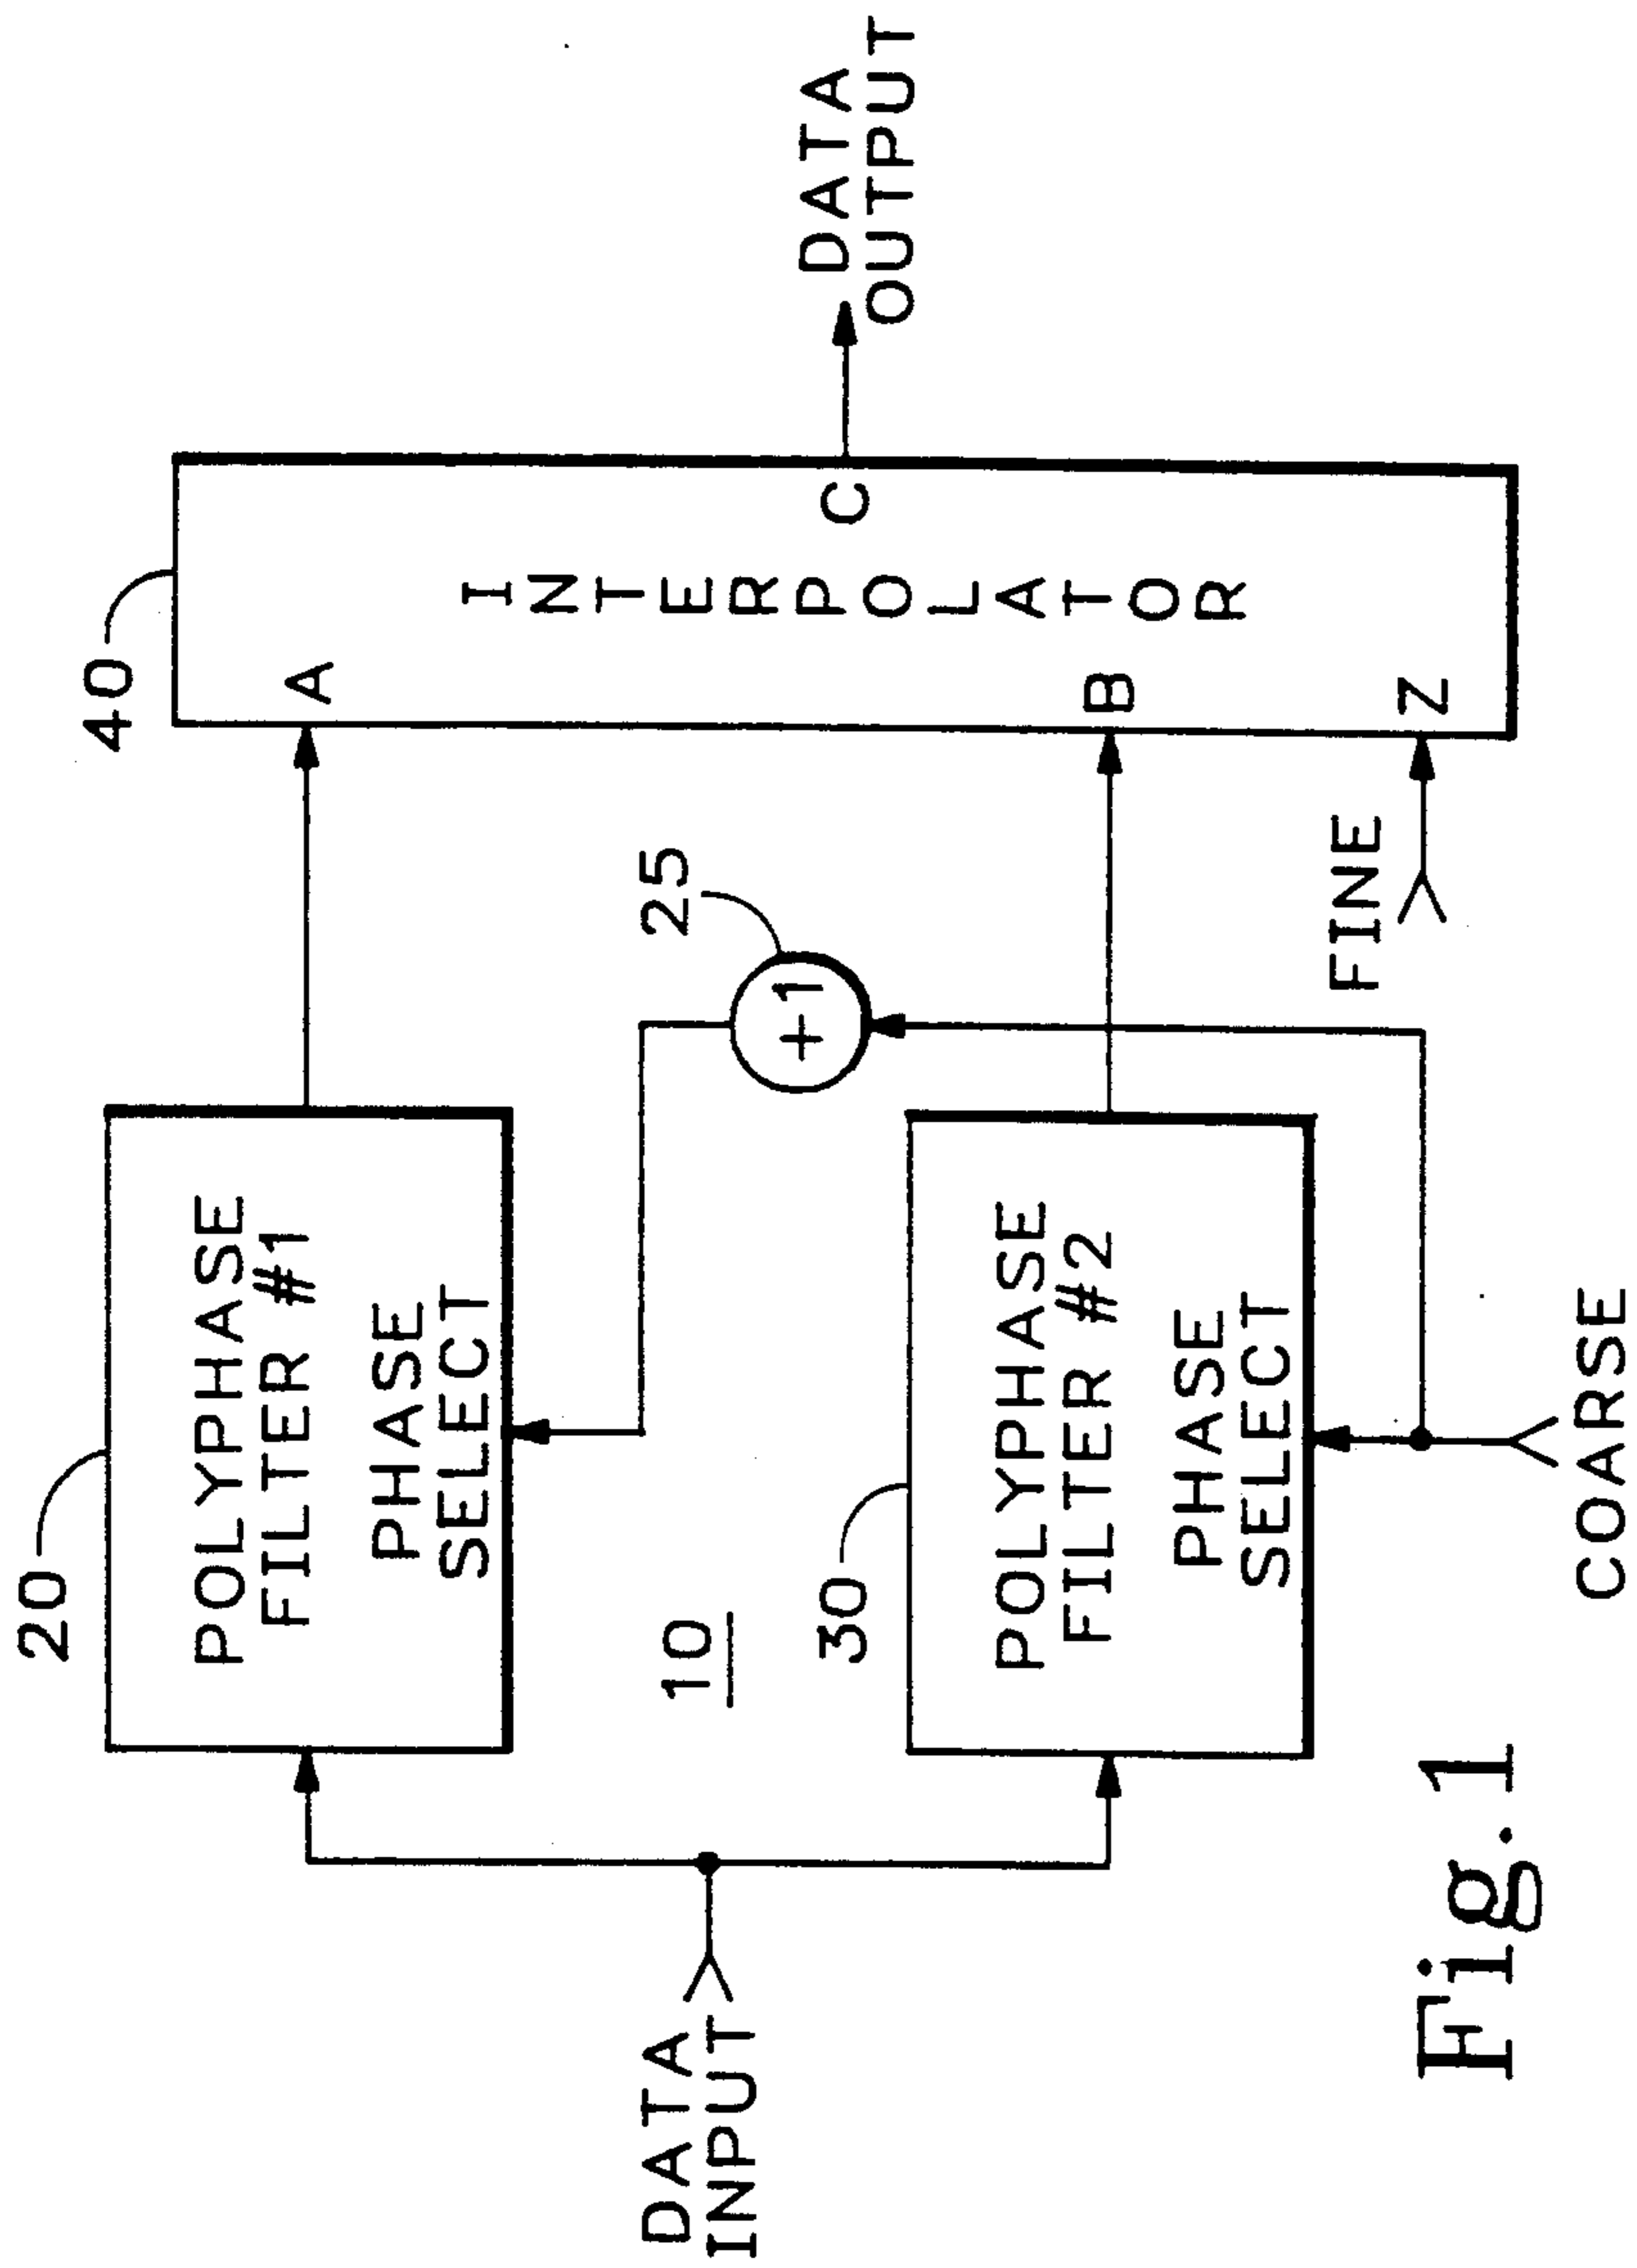 20
POLYPHASE
FILTER #1
PHASE
SELECT
40
A
INTERPOLATOR
C
B
Z
DATA
OUTPUT
DATA
INPUT
10
25
+1
30
POLYPHASE
FILTER #2
PHASE
SELECT
FINE
COARSE
Fig. 1